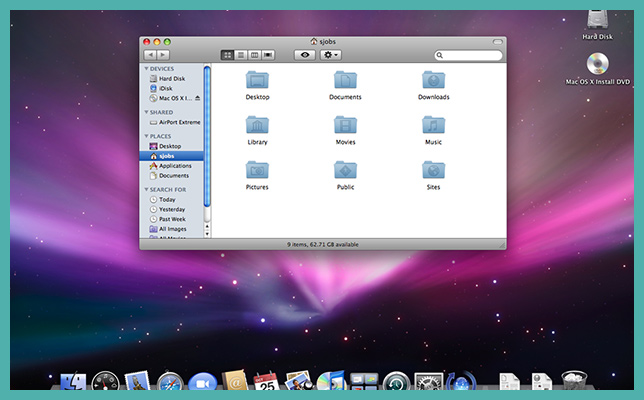 sjobs
Hard Disk
Mac OS X Install DVD
DEVICES
Hard Disk
iDisk
Mac OS X I...
SHARED
AirPort Extreme
PLACES
Desktop
sjobs
Applications
Documents
SEARCH FOR
Today
Yesterday
Past Week
All Images
All Movies
Desktop
Documents
Downloads
Library
Movies
Music
Pictures
Public
Sites
9 items, 62.71 GB available
25